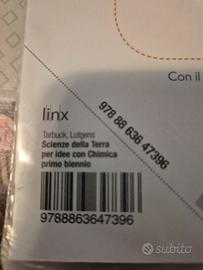 Con il
linx
978 88 636 47396
Tarbuck, Lutgens
Scienze della Terra
per idee con Chimica
primo biennio
9788863647396
subito